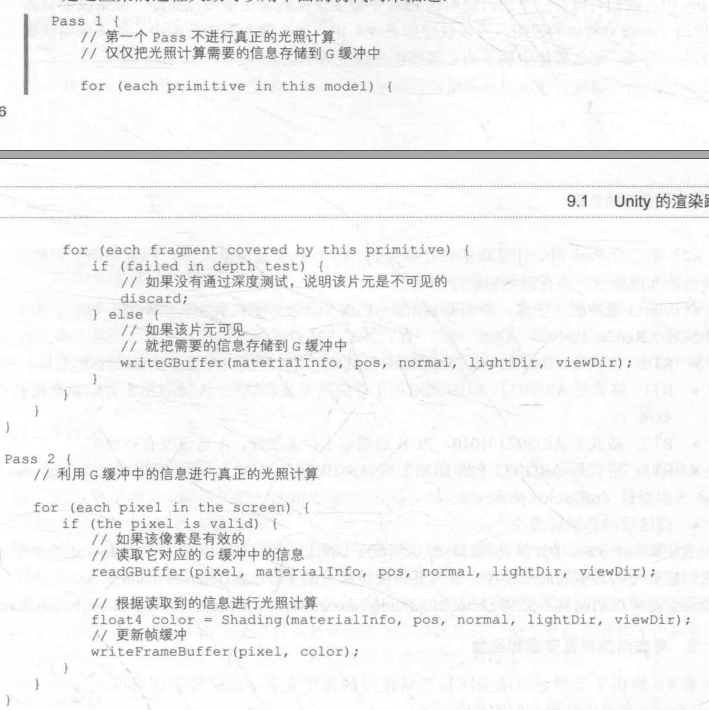 Pass 1 {
// 第一个 Pass 不进行真正的光照计算
// 仅仅把光照计算需要的信息存储到 G 缓冲中
for (each primitive in this model) {
6
9.1 Unity 的渲染路
for (each fragment covered by this primitive) {
if (failed in depth test) {
// 如果没有通过深度测试，说明该片元是不可见的
discard;
} else {
// 如果该片元可见
// 就把需要的信息存储到 G 缓冲中
writeGBuffer(materialInfo, pos, normal, lightDir, viewDir);
}
}
}
}
Pass 2 {
// 利用 G 缓冲中的信息进行真正的光照计算
for (each pixel in the screen) {
if (the pixel is valid) {
// 如果该像素是有效的
// 读取它对应的 G 缓冲中的信息
readGBuffer(pixel, materialInfo, pos, normal, lightDir, viewDir);
// 根据读取到的信息进行光照计算
float4 color = Shading(materialInfo, pos, normal, lightDir, viewDir);
// 更新帧缓冲
writeFrameBuffer(pixel, color);
}
}
}